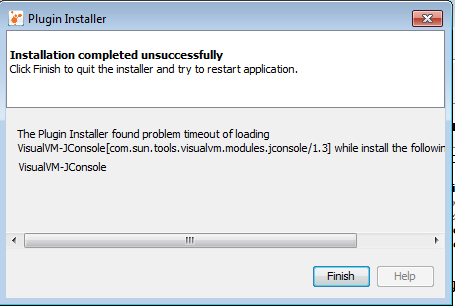 Plugin Installer
Installation completed unsuccessfully
Click Finish to quit the installer and try to restart application.
The Plugin Installer found problem timeout of loading
VisualVM-JConsole[com.sun.tools.visualvm.modules.jconsole/1.3] while install the followin
VisualVM-JConsole
Finish
Help